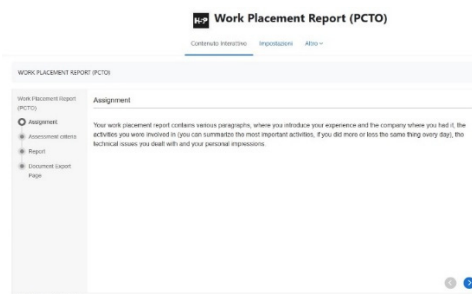 H-P Work Placement Report (PCTO)
Contenuto Interattivo Impostazioni Altro
WORK PLACEMENT REPORT (PCTO)
Work Placement Report
(PCTO)
Assignment
Assessment criteria
Report
Document Export
Page
Assignment
Your work placement report contains various paragraphs, where you introduce your experience and the company where you had it, the
activities you were involved in (you can summarize the most important activities, if you did more or less the same thing every day), the
technical issues you dealt with and your personal impressions.